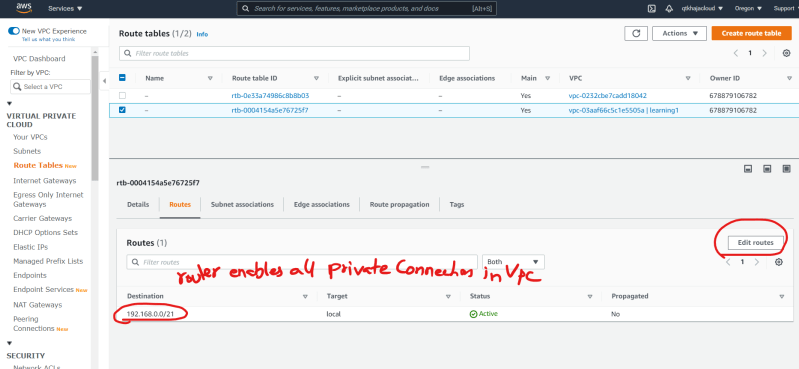 aws
Services
Search for services, features, marketplace products, and docs
[Alt+S]
qtkhajacloud
Oregon
Support
New VPC Experience
Tell us what you think
VPC Dashboard
Filter by VPC:
Select a VPC
VIRTUAL PRIVATE
CLOUD
Your VPCs
Subnets
Route Tables New
Internet Gateways
Egress Only Internet
Gateways
Carrier Gateways
DHCP Options Sets
Elastic IPs
Managed Prefix Lists
Endpoints
Endpoint Services New
NAT Gateways
Peering
Connections New
SECURITY
Network ACLs
Route tables (1/2) Info
Actions
Create route table
Filter route tables
1
Name Route table ID Explicit subnet associat... Edge associations Main VPC Owner ID
– rtb-0e33a74986c8b8b03 – – Yes vpc-0232cbe7cadd18042 678879106782
– rtb-0004154a5e76725f7 – – Yes vpc-03aaf66c5c1e5505a | learning1 678879106782
rtb-0004154a5e76725f7
Details Routes Subnet associations Edge associations Route propagation Tags
Routes (1)
Edit routes
Filter routes
Both
1
router enables all Private Connections in Vpc
Destination Target Status Propagated
192.168.0.0/21 local Active No